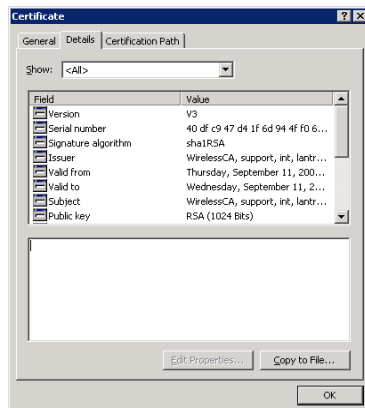 Certificate
General Details Certification Path
Show: <All>
Field Value
Version V3
Serial number 40 df c9 47 d4 1f 6d 94 4f f0 6...
Signature algorithm sha1RSA
Issuer WirelessCA, support, int, lantr...
Valid from Thursday, September 11, 200...
Valid to Wednesday, September 11, 2...
Subject WirelessCA, support, int, lantr...
Public key RSA (1024 Bits)
Edit Properties... Copy to File...
OK